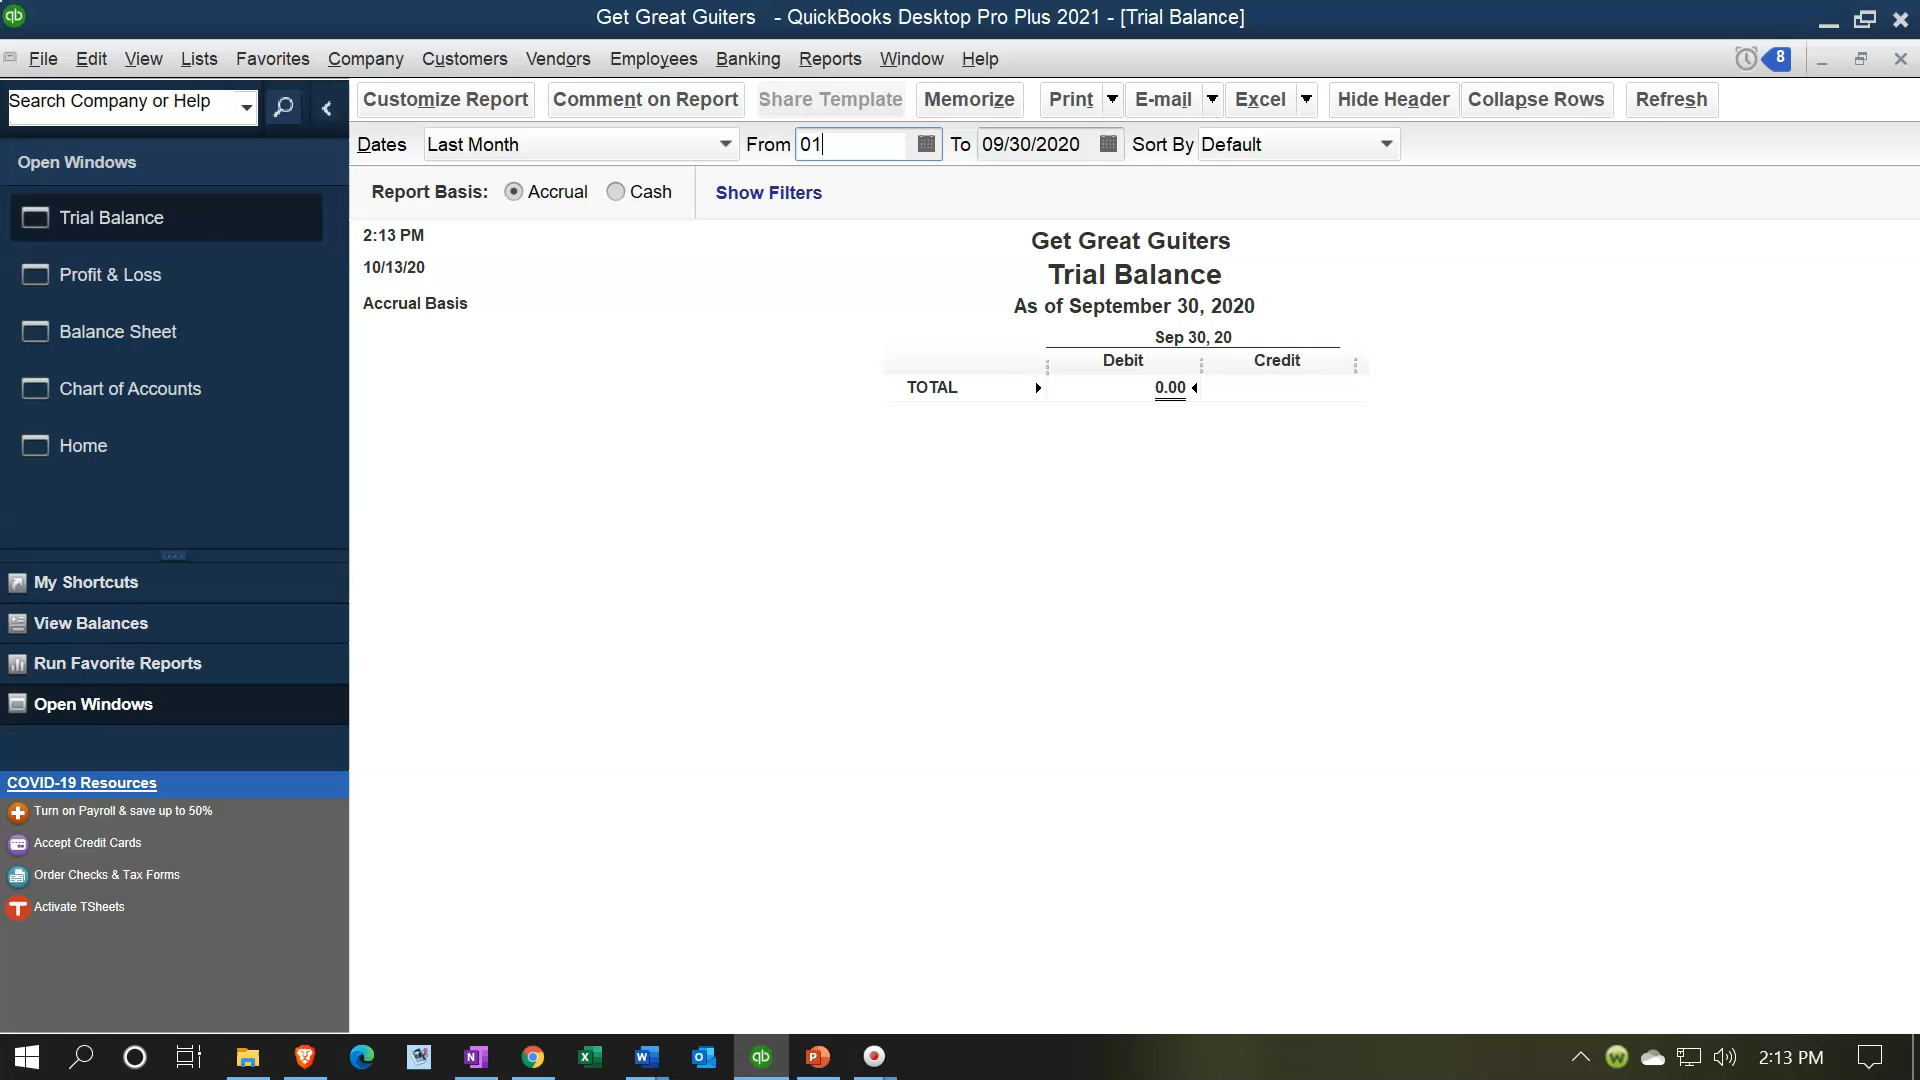 qb
Get Great Guiters - QuickBooks Desktop Pro Plus 2021 - [Trial Balance]
File Edit View Lists Favorites Company Customers Vendors Employees Banking Reports Window Help
8
Search Company or Help
Customize Report Comment on Report Share Template Memorize Print E-mail Excel Hide Header Collapse Rows Refresh
Dates Last Month From 01 To 09/30/2020 Sort By Default
Report Basis: Accrual Cash Show Filters
Open Windows
Trial Balance
Profit & Loss
Balance Sheet
Chart of Accounts
Home
My Shortcuts
View Balances
Run Favorite Reports
Open Windows
COVID-19 Resources
Turn on Payroll & save up to 50%
Accept Credit Cards
Order Checks & Tax Forms
Activate TSheets
2:13 PM
10/13/20
Accrual Basis
Get Great Guiters
Trial Balance
As of September 30, 2020
Sep 30, 20
Debit Credit
TOTAL 0.00
2:13 PM